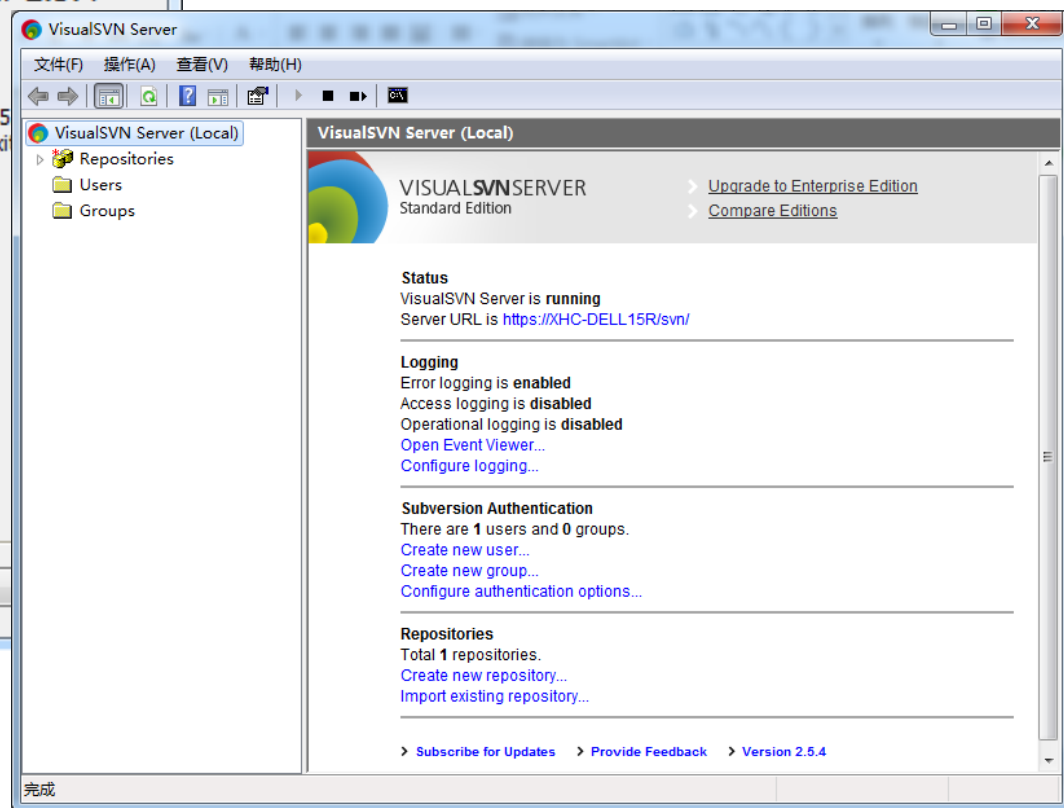 VisualSVN Server
文件(F) 操作(A) 查看(V) 帮助(H)
VisualSVN Server (Local)
Repositories
Users
Groups
VisualSVN Server (Local)
VISUALSVNSERVER
Standard Edition
Upgrade to Enterprise Edition
Compare Editions
Status
VisualSVN Server is running
Server URL is https://XHC-DELL15R/svn/
Logging
Error logging is enabled
Access logging is disabled
Operational logging is disabled
Open Event Viewer...
Configure logging...
Subversion Authentication
There are 1 users and 0 groups.
Create new user...
Create new group...
Configure authentication options...
Repositories
Total 1 repositories.
Create new repository...
Import existing repository...
Subscribe for Updates Provide Feedback Version 2.5.4
完成